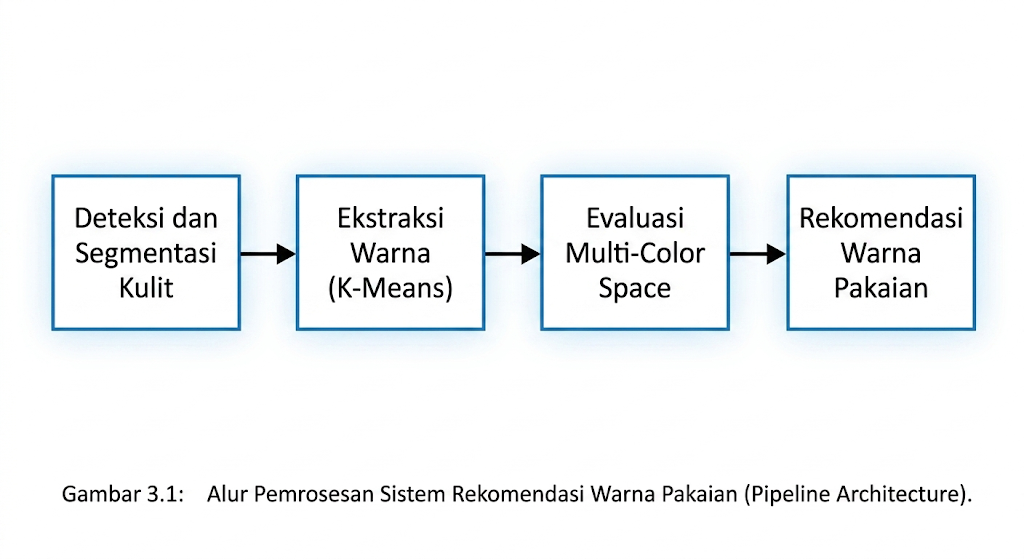 Deteksi dan
Segmentasi
Kulit
Ekstraksi
Warna
(K-Means)
Evaluasi
Multi-Color
Space
Rekomendasi
Warna
Pakaian
Gambar 3.1: Alur Pemrosesan Sistem Rekomendasi Warna Pakaian (Pipeline Architecture).